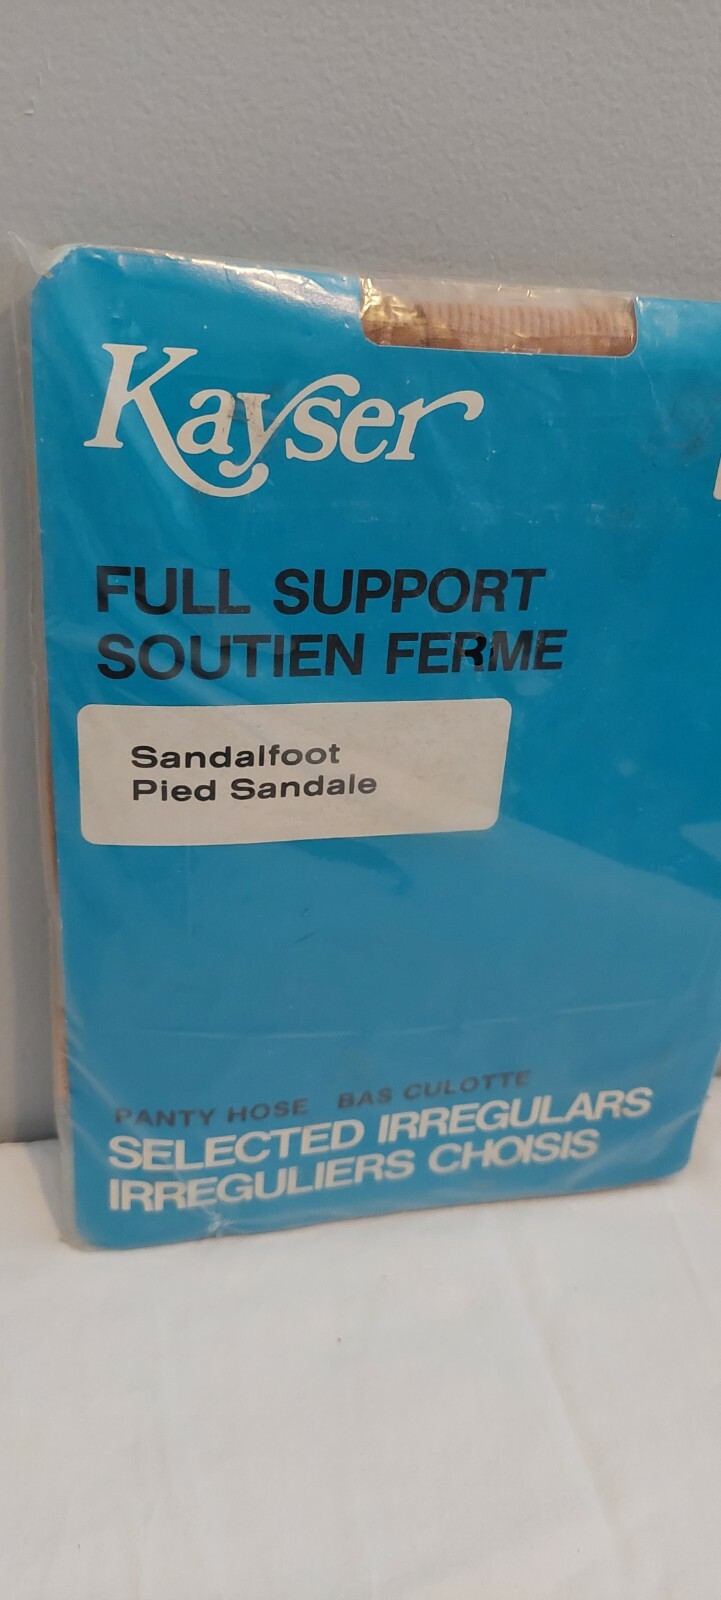 Kayser
FULL SUPPORT
SOUTIEN FERME
Sandalfoot
Pied Sandale
PANTY HOSE BAS CULOTTE
SELECTED IRREGULARS
IRREGULIERS CHOISIS